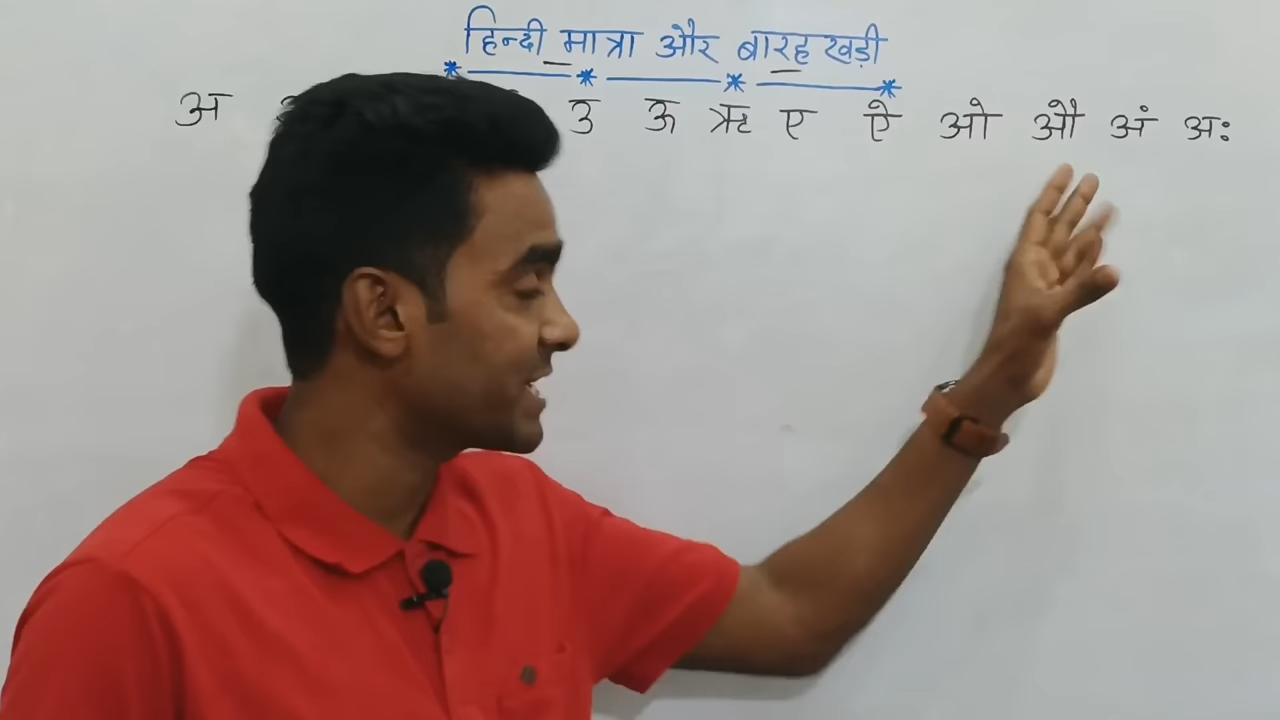 हिन्दी मात्रा और बारह खड़ी
अ उ ऊ ऋ ए ऐ ओ औ अं अः